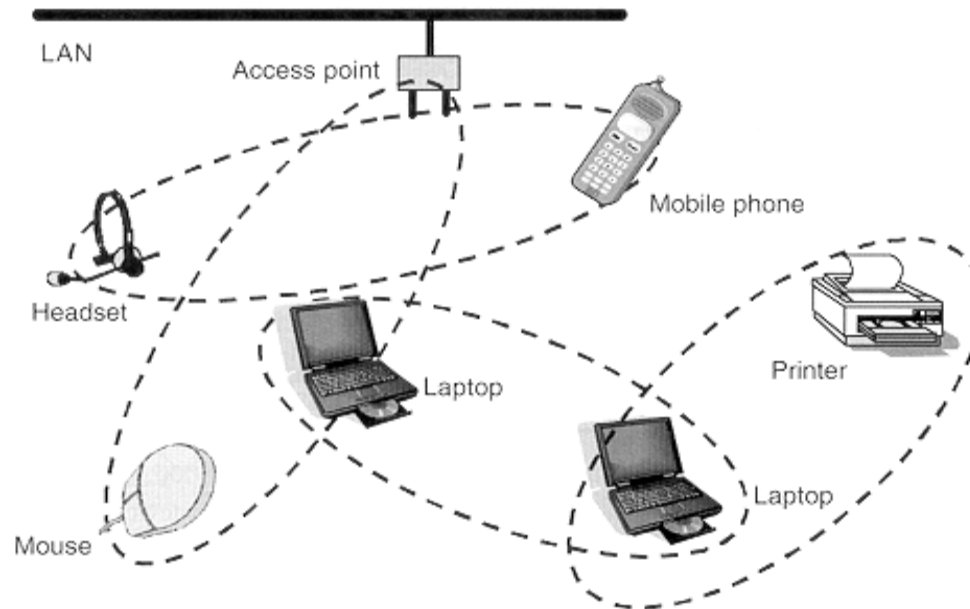 LAN
Access point
Mobile phone
Headset
Laptop
Printer
Laptop
Mouse